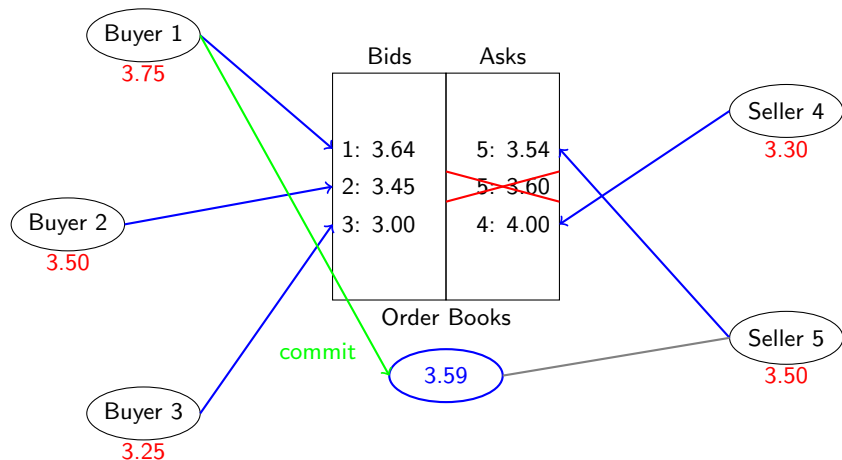 Buyer 1
3.75
Bids
Asks
Seller 4
3.30
1: 3.64
5: 3.54
2: 3.45
5: 3.60
3: 3.00
4: 4.00
Buyer 2
3.50
Order Books
Seller 5
3.50
commit
3.59
Buyer 3
3.25